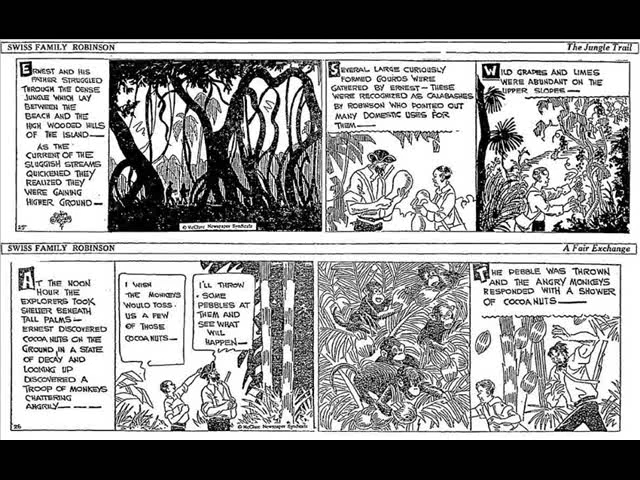 SWISS FAMILY ROBINSON
The Jungle Trail
ERNEST AND HIS
FATHER STRUGGLED
THROUGH THE DENSE
JUNGLE WHICH LAY
BETWEEN THE
BEACH AND THE
HIGH WOODED HILLS
OF THE ISLAND—
AS THE
CURRENT OF THE
SLUGGISH STREAMS
QUICKENED THEY
REALIZED THEY
WERE GAINING
HIGHER GROUND—
25
© McClure Newspaper Syndicate
SEVERAL LARGE CURIOUSLY
FORMED GOURDS WERE
GATHERED BY ERNEST— THESE
WERE RECOGNIZED AS CALABASHES
BY ROBINSON WHO POINTED OUT
MANY DOMESTIC USES FOR
THEM—
WILD GRAPES AND LIMES
WERE ABUNDANT ON THE
UPPER SLOPES—
SWISS FAMILY ROBINSON
A Fair Exchange
AT THE NOON
HOUR THE
EXPLORERS TOOK
SHELTER BENEATH
TALL PALMS—
ERNEST DISCOVERED
COCOANUTS ON THE
GROUND IN A STATE
OF DECAY AND
LOOKING UP
DISCOVERED A
TROOP OF MONKEYS
CHATTERING
ANGRILY— — —
26
I WISH
THE MONKEYS
WOULD TOSS
US A FEW
OF THOSE
COCOANUTS—
I'LL THROW
SOME
PEBBLES AT
THEM AND
SEE WHAT
WILL
HAPPEN—
© McClure Newspaper Syndicate
THE PEBBLE WAS THROWN
AND THE ANGRY MONKEYS
RESPONDED WITH A SHOWER
OF COCOANUTS———